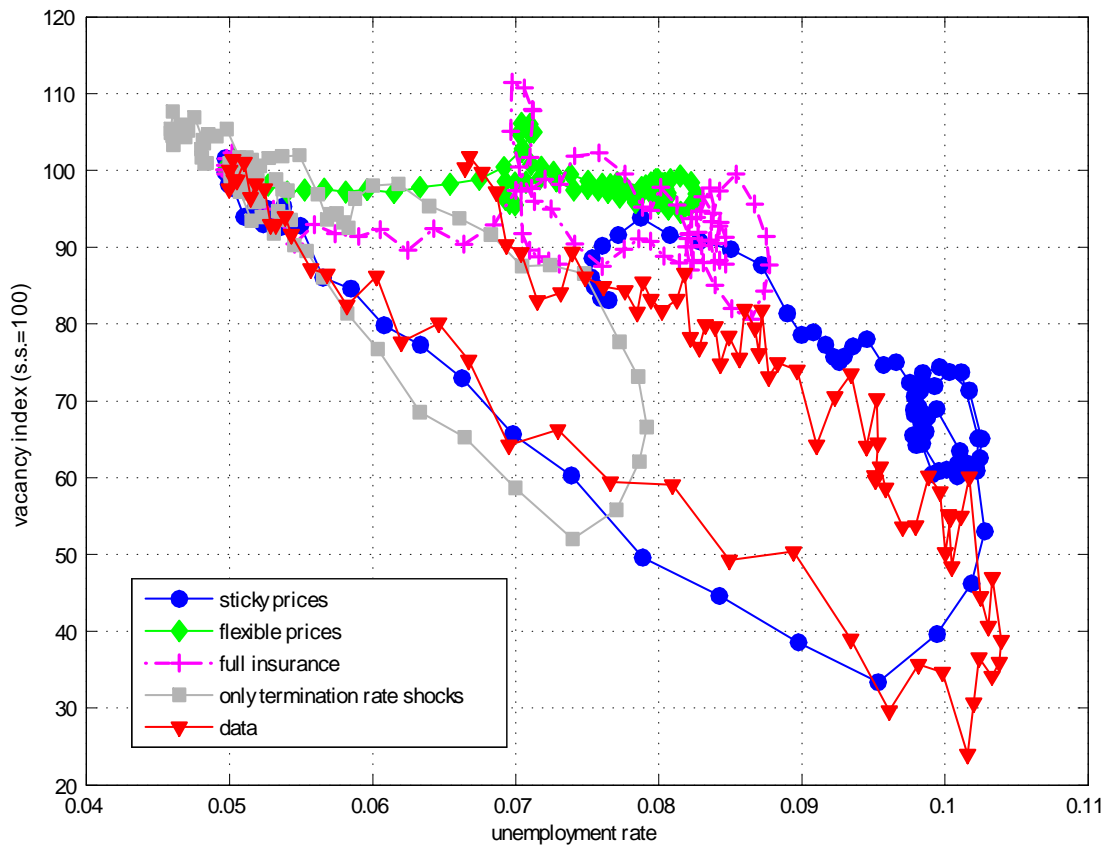 120
110
100
90
80
70
60
50
40
30
20
vacancy index (s.s.=100)
sticky prices
flexible prices
full insurance
only termination rate shocks
data
0.04 0.05 0.06 0.07 0.08 0.09 0.1 0.11
unemployment rate